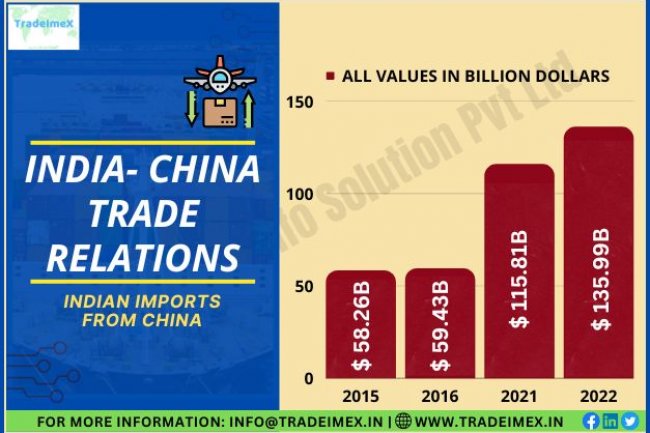 TradeImeX
INDIA- CHINA
TRADE
RELATIONS
INDIAN IMPORTS
FROM CHINA
ALL VALUES IN BILLION DOLLARS
150
100
50
0
$ 58.26B
$ 59.43B
$ 115.81B
$ 135.99B
2015
2016
2021
2022
fo Solution Pvt Ltd
FOR MORE INFORMATION: INFO@TRADEIMEX.IN | WWW.TRADEIMEX.IN